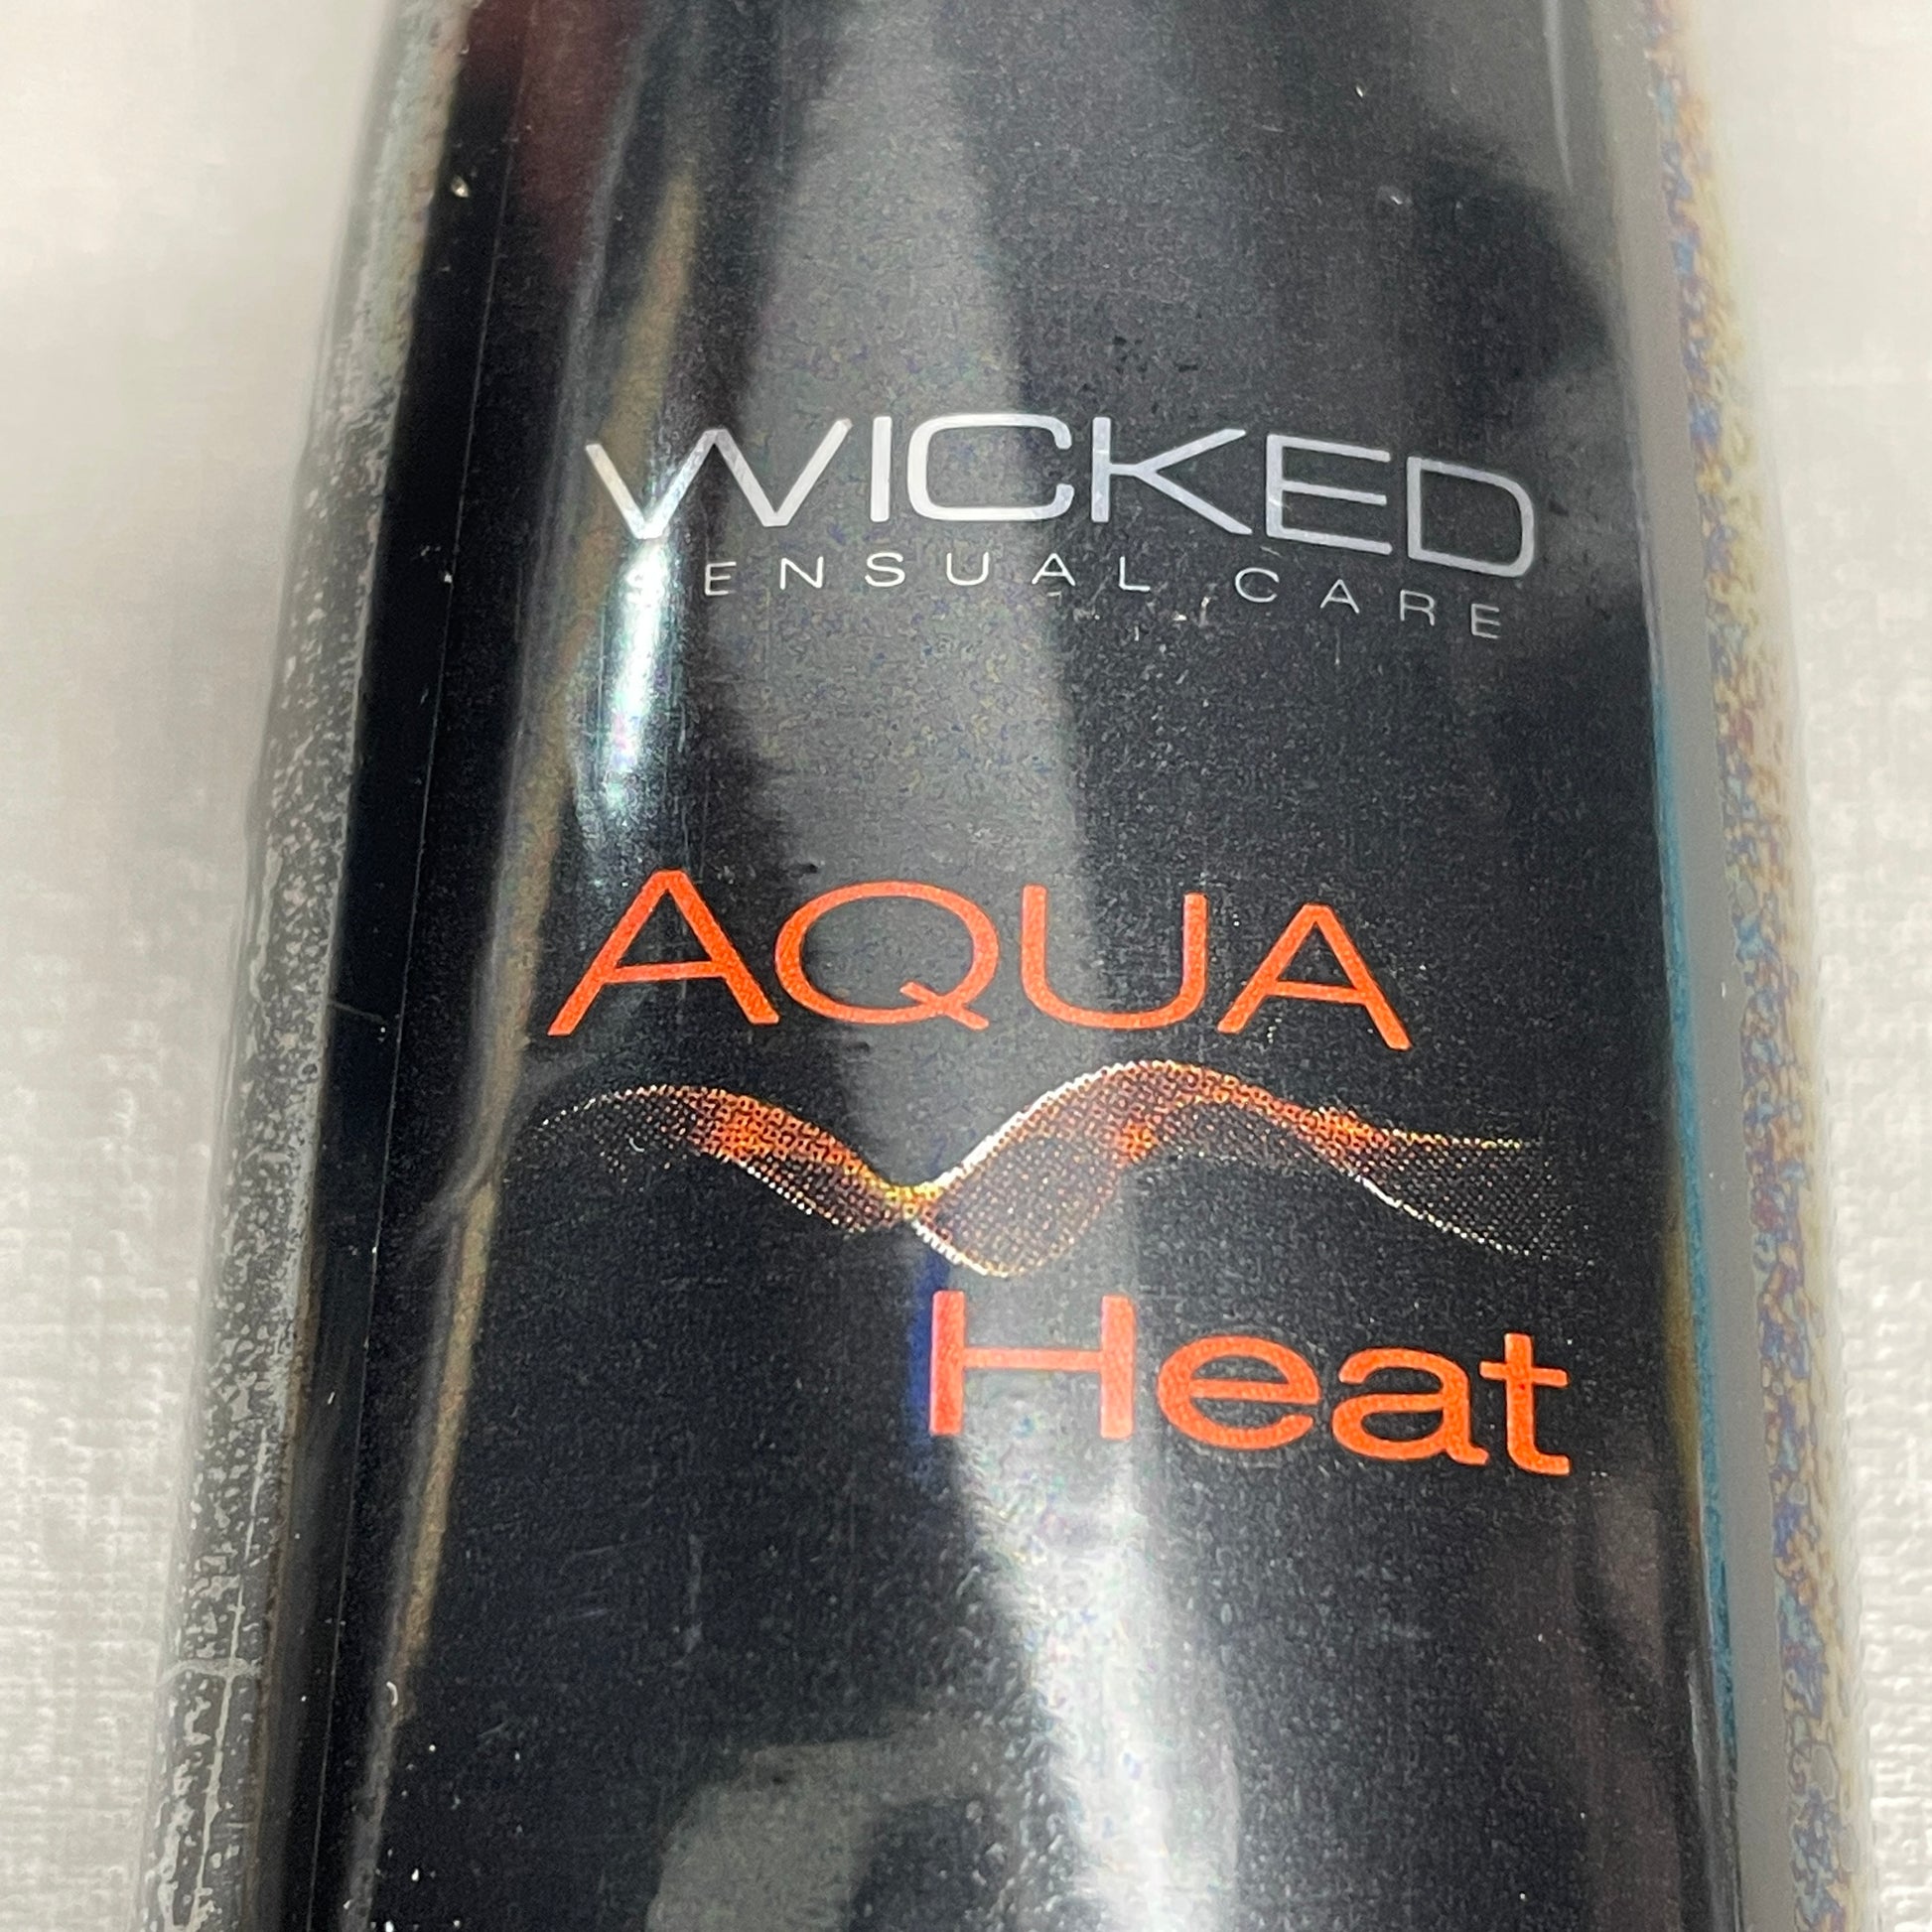 WICKED
SENSUAL CARE
AQUA
Heat